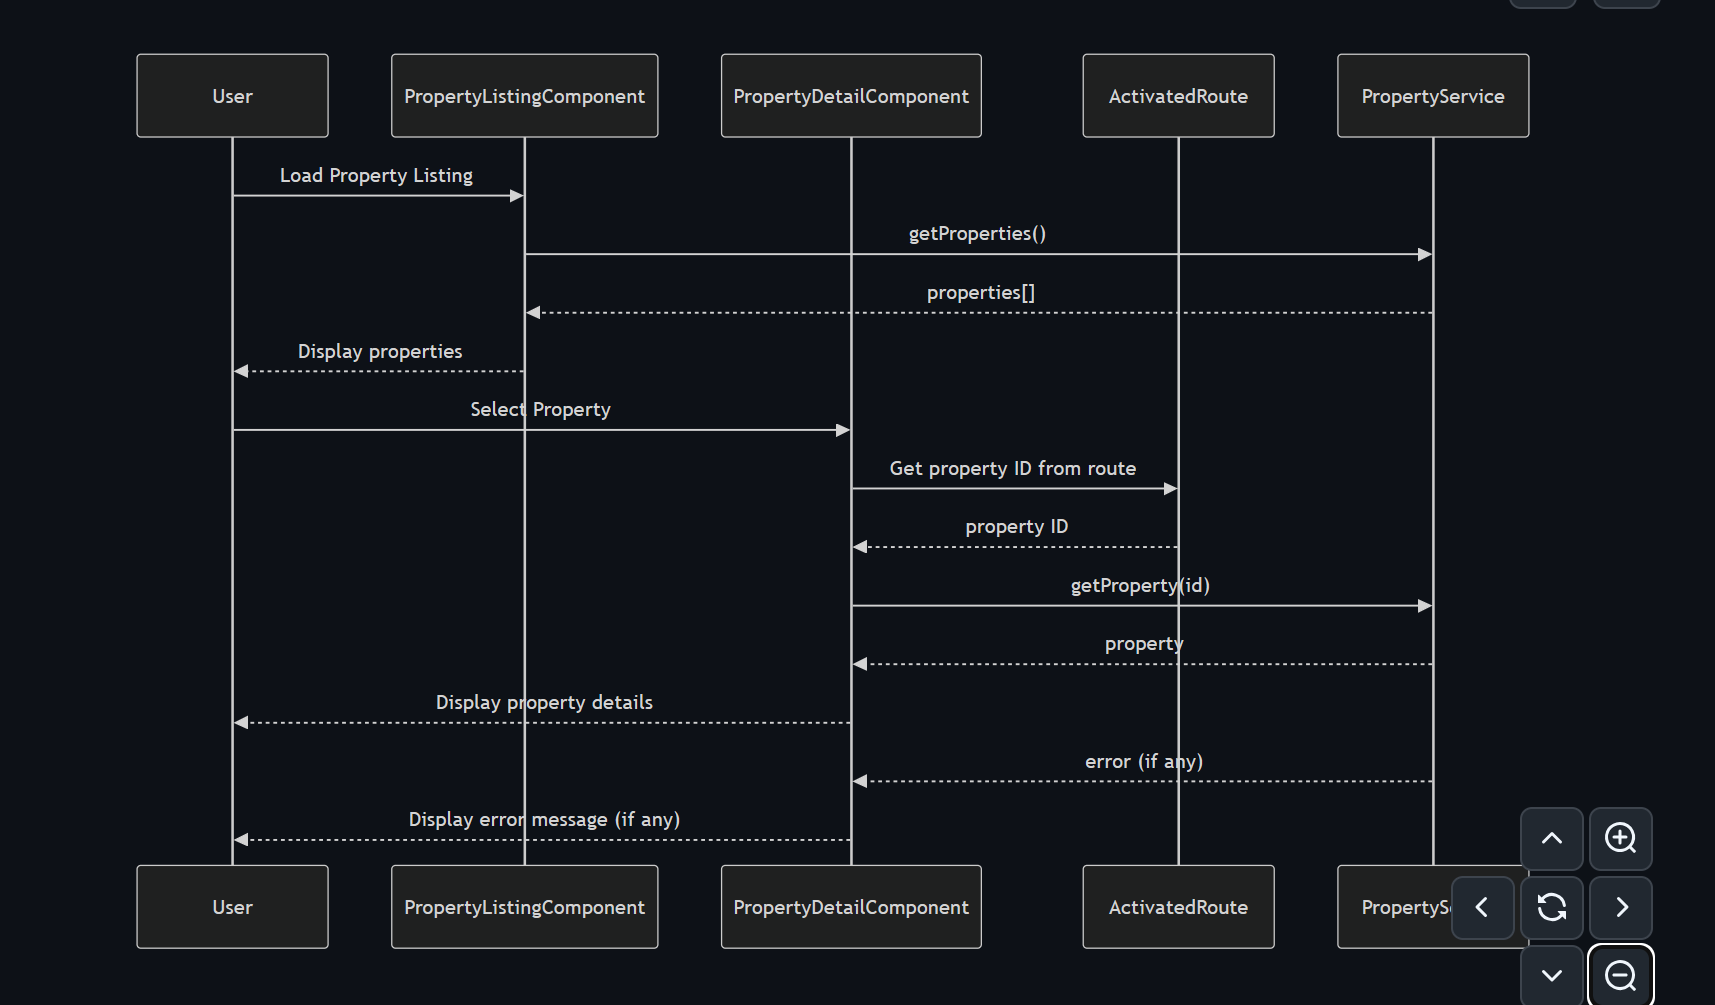 User
PropertyListingComponent
PropertyDetailComponent
ActivatedRoute
PropertyService
Load Property Listing
getProperties()
properties[]
Display properties
Select Property
Get property ID from route
property ID
getProperty(id)
property
Display property details
error (if any)
Display error message (if any)
User
PropertyListingComponent
PropertyDetailComponent
ActivatedRoute